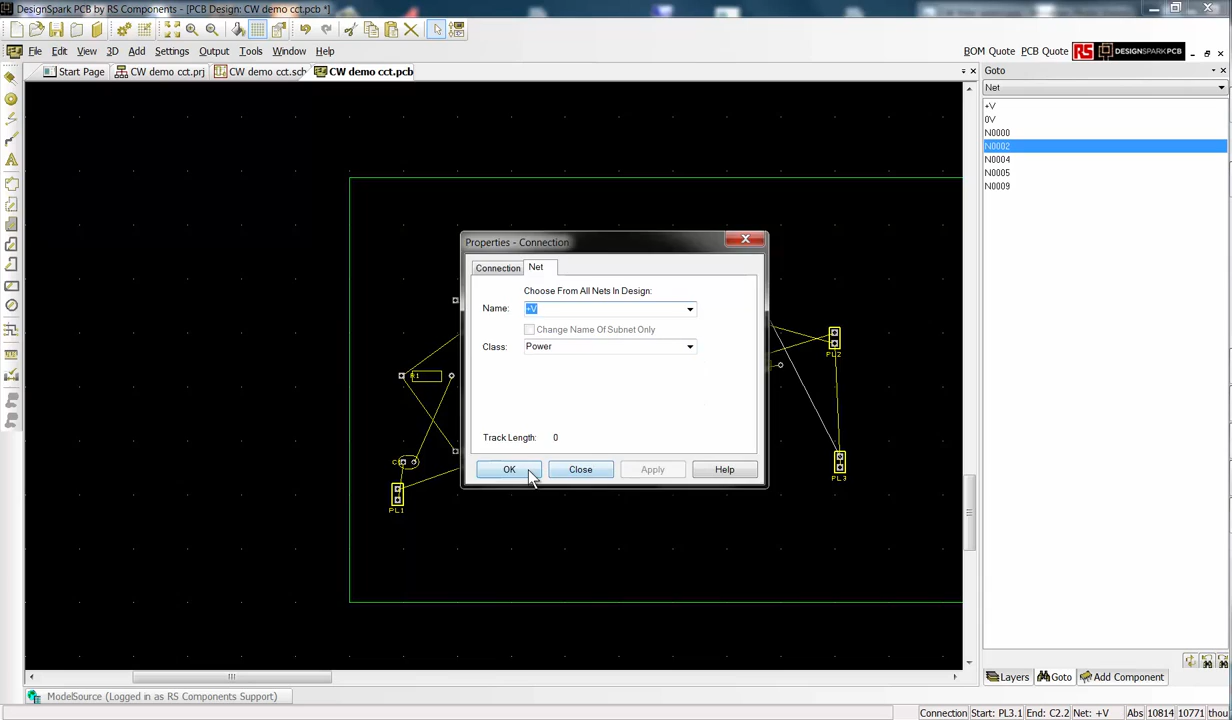 DesignSpark PCB by RS Components - [PCB Design: CW demo cct.pcb *]
File Edit View 3D Add Settings Output Tools Window Help
BOM Quote PCB Quote RS DESIGNSPARK PCB
Start Page CW demo cct.prj CW demo cct.sch CW demo cct.pcb
Goto
Net
+V
0V
N0000
N0002
N0004
N0005
N0009
Properties - Connection
Connection Net
Choose From All Nets In Design:
Name: +V
Change Name Of Subnet Only
Class: Power
Track Length: 0
OK Close Apply Help
PL2
PL3
PL1
Layers Goto Add Component
ModelSource (Logged in as RS Components Support)
Connection Start: PL3.1 End: C2.2 Net: +V Abs 10814 10771 thou